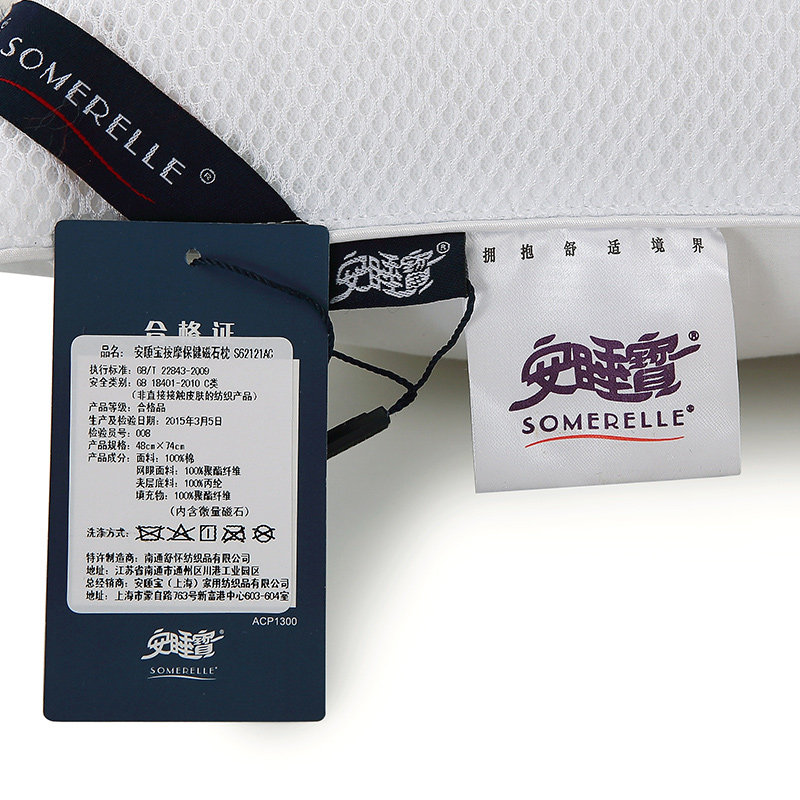 SOMERELLE®
拥抱舒适境界
安睡寶®
安睡寶®
SOMERELLE®
合格证
品名：安睡宝按摩保健磁石枕 S62121AC
执行标准：GB/T 22843-2009
安全类别：GB 18401-2010 C类
（非直接接触皮肤的纺织产品）
产品等级：合格品
生产及检验日期：2015年3月5日
检验员号：008
产品规格：48cm×74cm
产品成分：面料：100%棉
网眼面料：100%聚酯纤维
夹层底料：100%丙纶
填充物：100%聚酯纤维
（内含微量磁石）
洗涤方式：
特许制造商：南通舒怀纺织品有限公司
地址：江苏省南通市通州区川港工业园区
总经销商：安睡宝（上海）家用纺织品有限公司
地址：上海市蒙自路763号新富港中心603-604室
ACP1300
安睡寶
SOMERELLE®